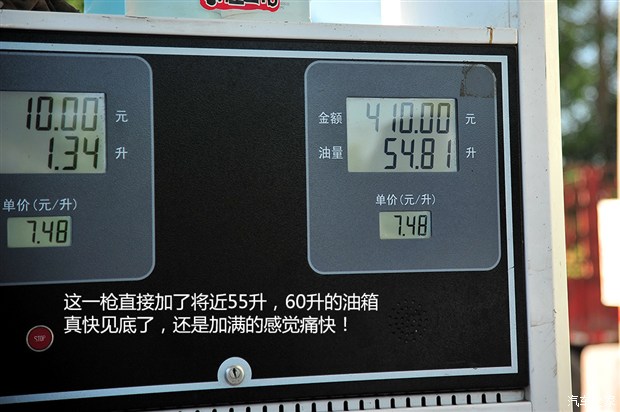 10.00 元
1.34 升
单价(元/升)
7.48
金额 410.00 元
油量 54.81 升
单价(元/升)
7.48
这一枪直接加了将近55升，60升的油箱
真快见底了，还是加满的感觉痛快！
STOP